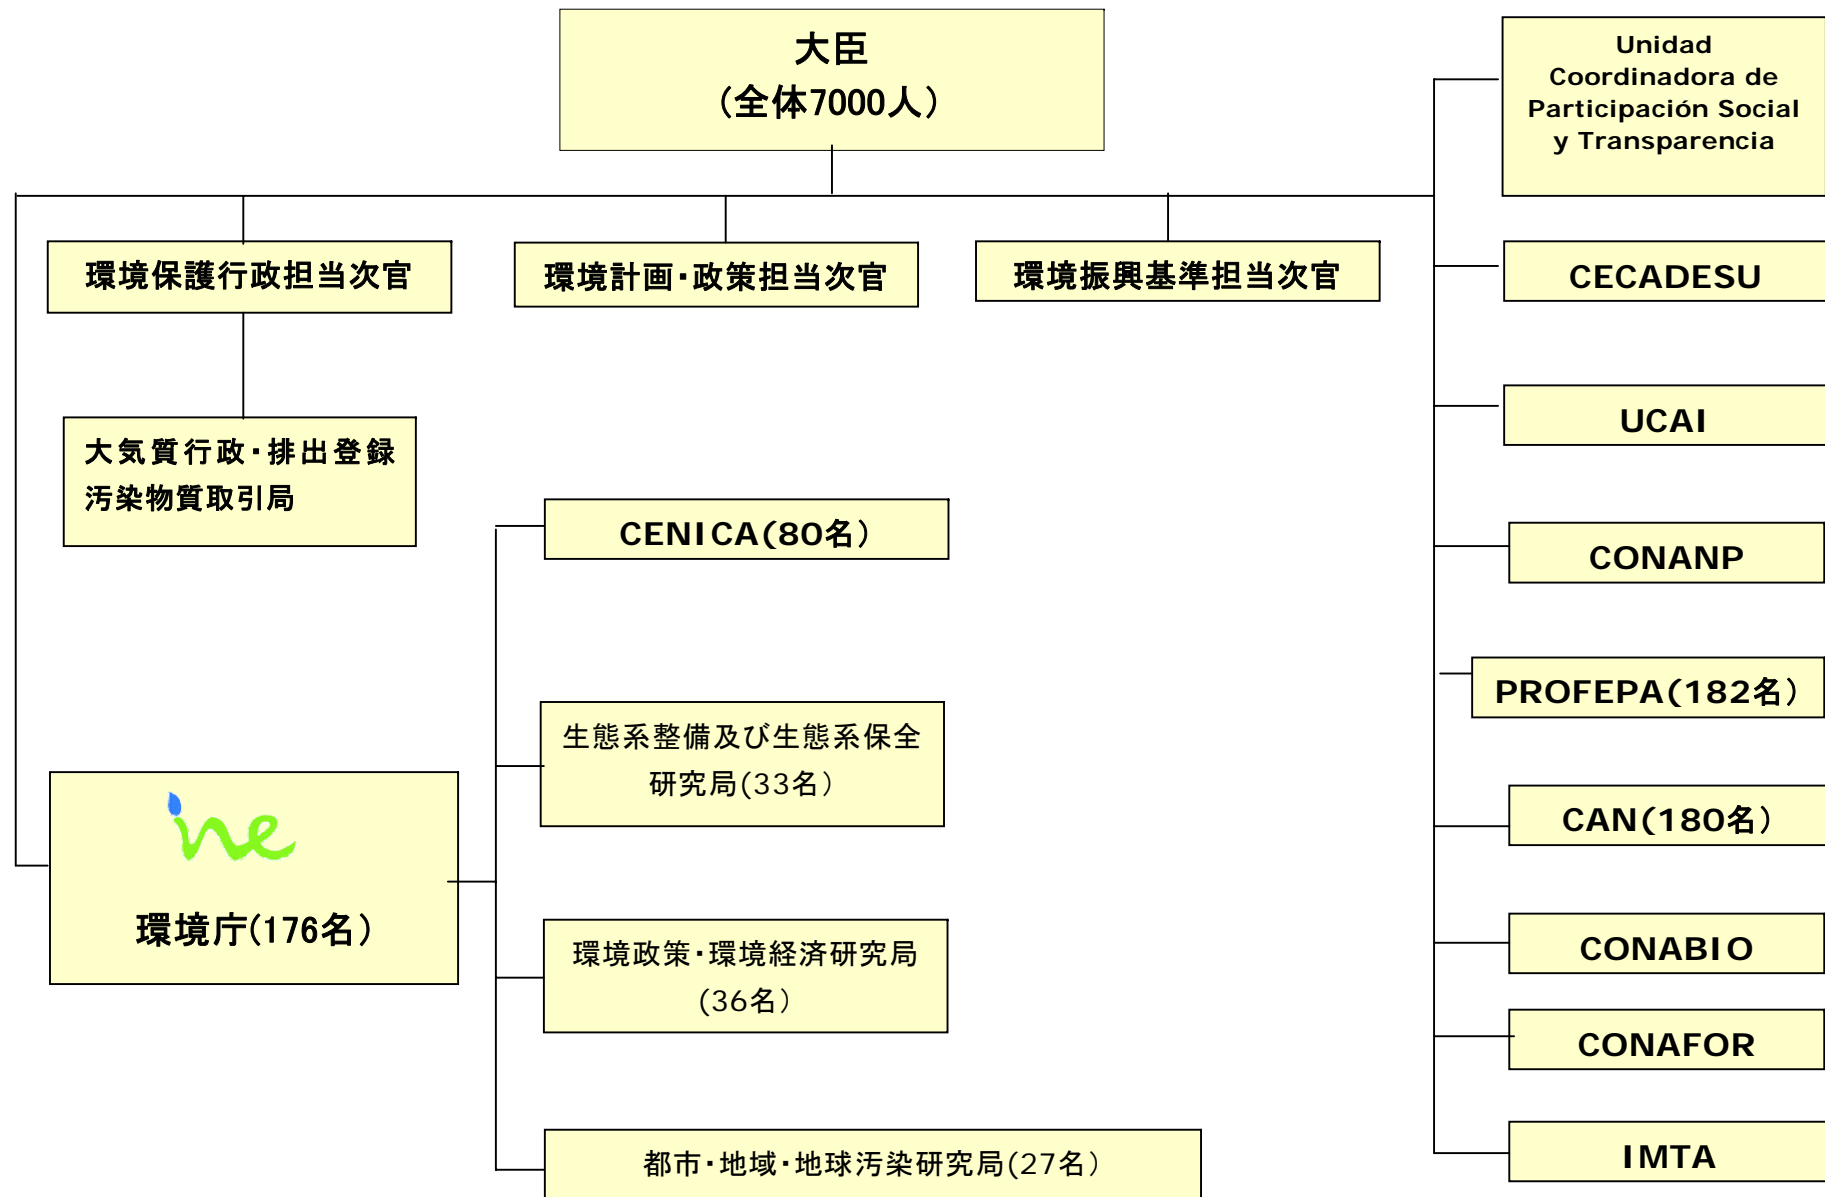 大臣
(全体7000人)
Unidad
Coordinadora de
Participación Social
y Transparencia
環境保護行政担当次官
環境計画・政策担当次官
環境振興基準担当次官
CECADESU
大気質行政・排出登録
汚染物質取引局
UCAI
CENICA(80名)
CONANP
PROFEPA(182名)
生態系整備及び生態系保全
研究局(33名)
ine
環境庁(176名)
CAN(180名)
環境政策・環境経済研究局
(36名)
CONABIO
CONAFOR
都市・地域・地球汚染研究局(27名)
IMTA